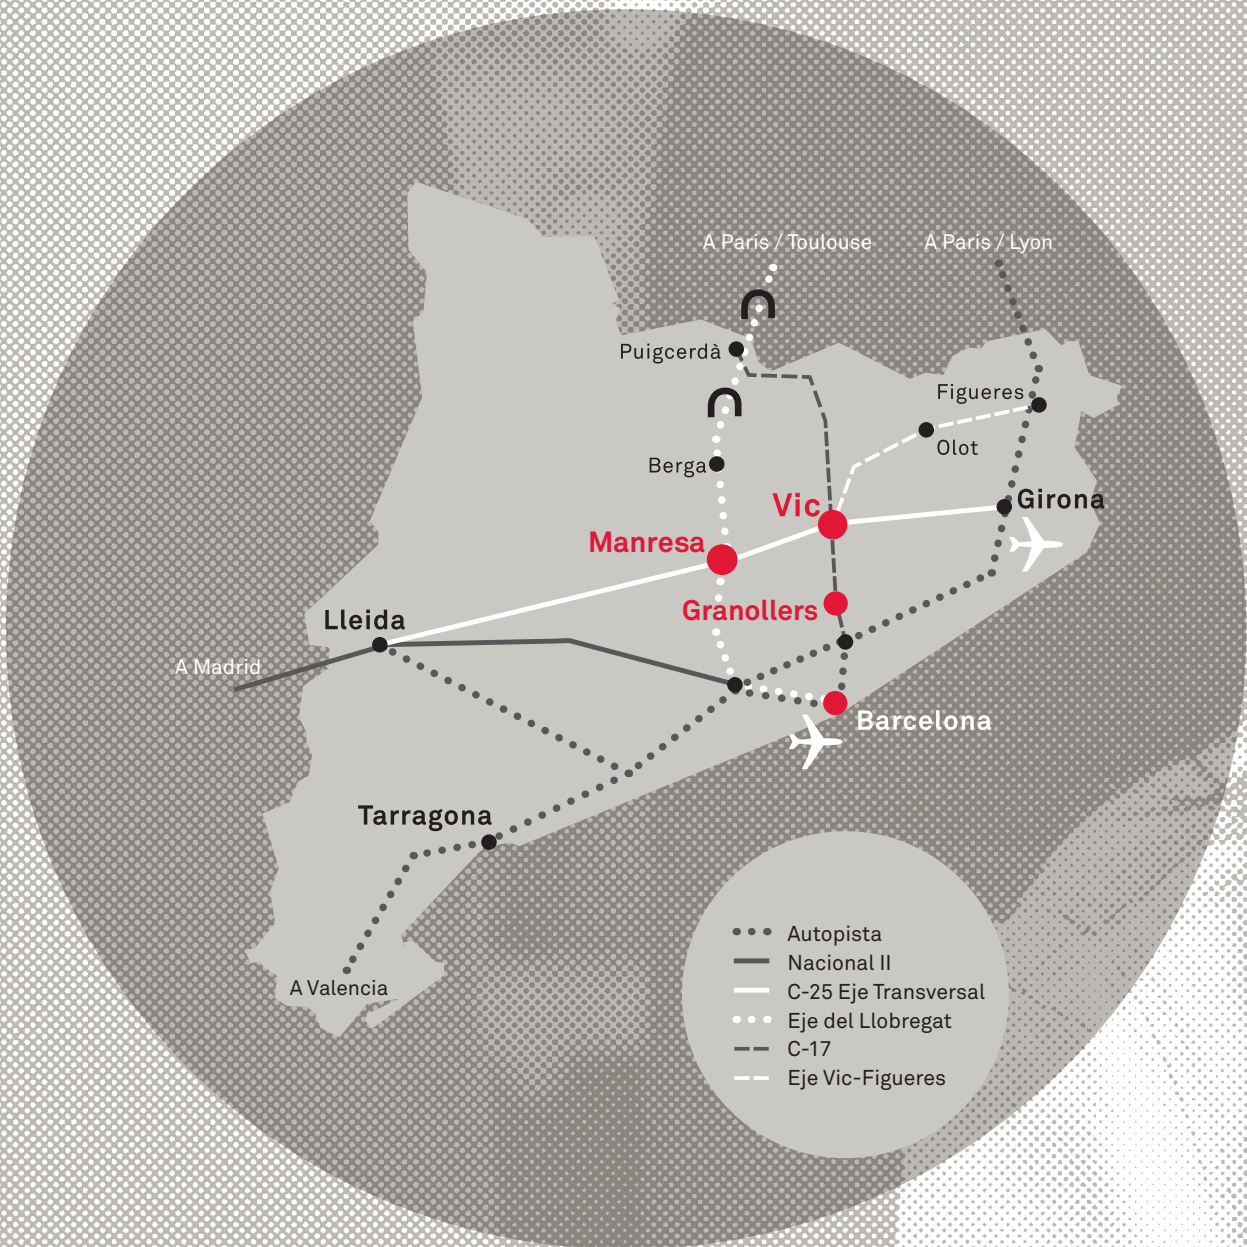 A Paris / Toulouse
A Paris / Lyon
Puigcerdà
Figueres
Olot
Berga
Vic
Girona
Manresa
Granollers
Lleida
A Madrid
Barcelona
Tarragona
A Valencia
Autopista
Nacional II
C-25 Eje Transversal
Eje del Llobregat
C-17
Eje Vic-Figueres